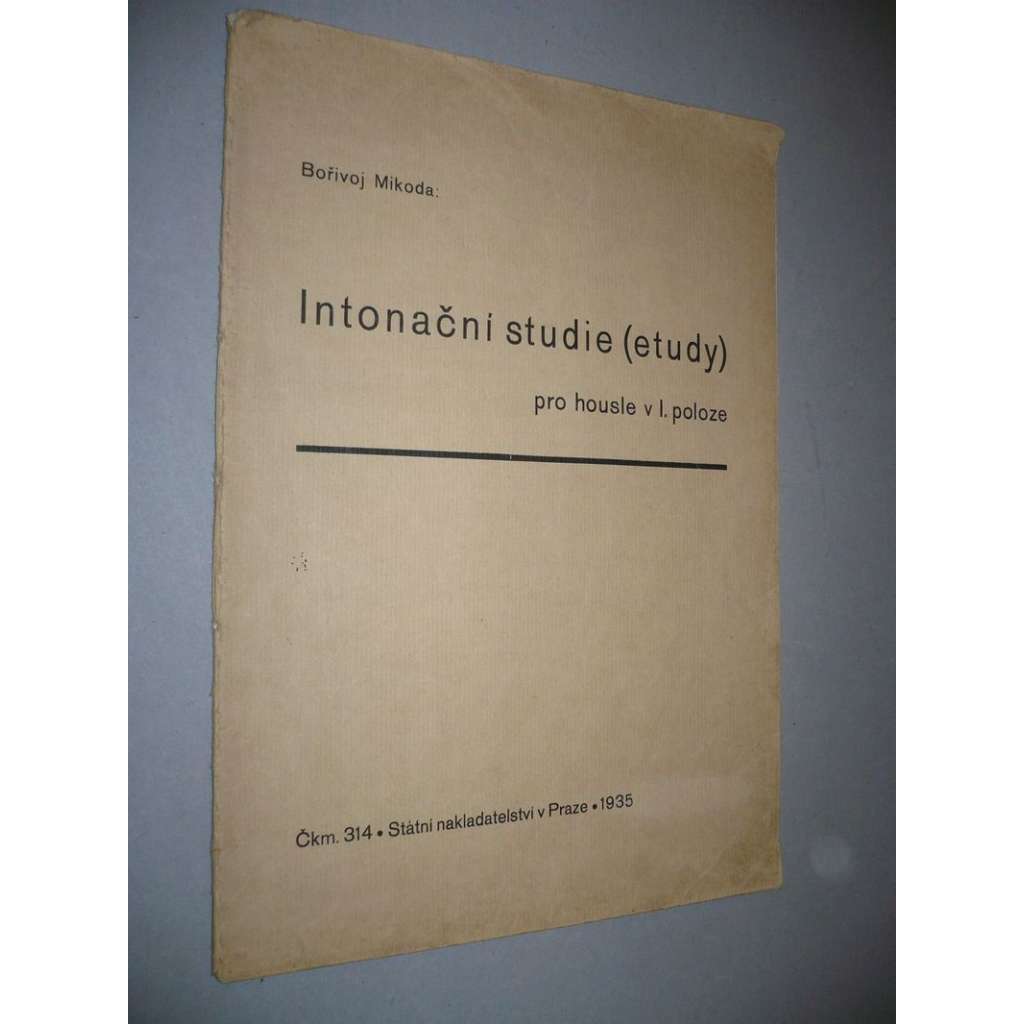 Bořivoj Mikoda:
Intonační studie (etudy)
pro housle v I. poloze
Čkm. 314 • Státní nakladatelství v Praze • 1935